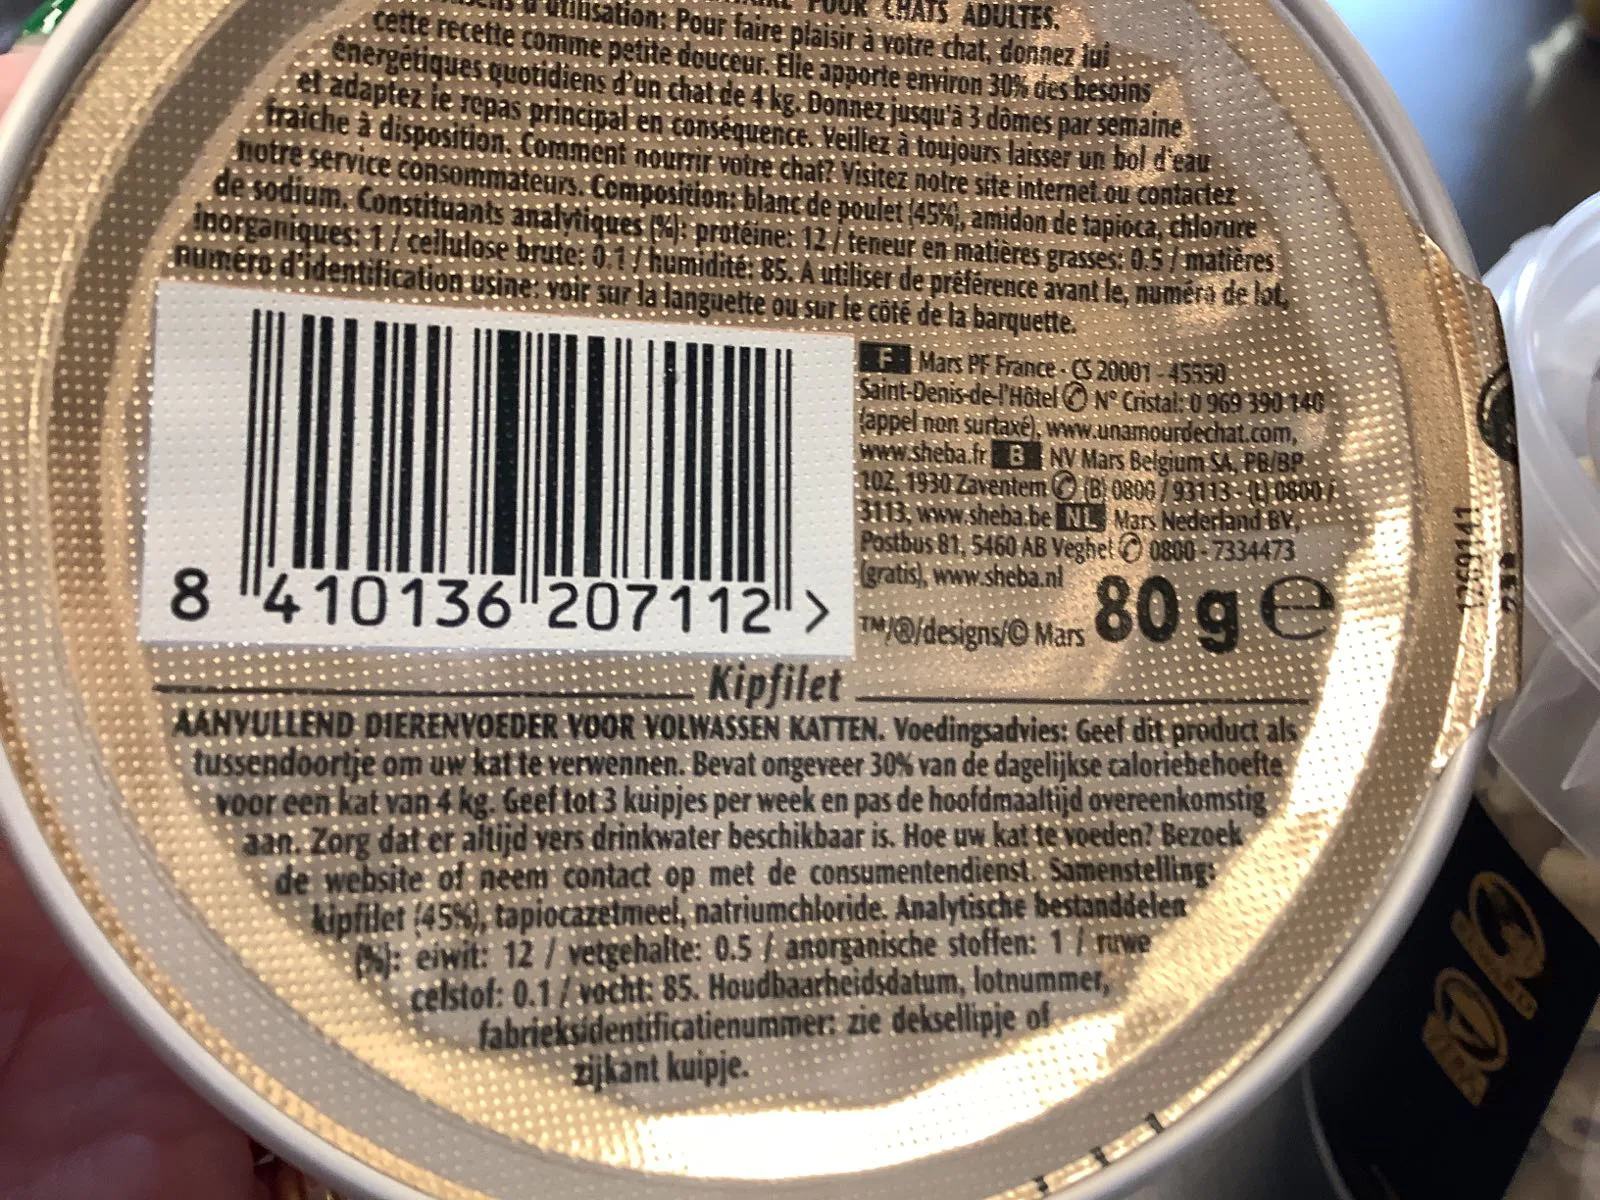 POUR CHATS ADULTES.
d'utilisation: Pour faire plaisir à votre chat, donnez lui
cette recette comme petite douceur. Elle apporte environ 30% des besoins
énergétiques quotidiens d'un chat de 4 kg. Donnez jusqu'à 3 dômes par semaine
et adaptez le repas principal en conséquence. Veillez à toujours laisser un bol d'eau
fraîche à disposition. Comment nourrir votre chat? Visitez notre site internet ou contactez
notre service consommateurs. Composition: blanc de poulet (45%), amidon de tapioca, chlorure
de sodium. Constituants analytiques (%): protéine: 12 / teneur en matières grasses: 0.5 / matières
inorganiques: 1 / cellulose brute: 0.1 / humidité: 85. A utiliser de préférence avant le, numéro de lot,
numéro d'identification usine: voir sur la languette ou sur le côté de la barquette.
F Mars PF France - CS 20001 - 45550
Saint-Denis-de-l'Hôtel N° Cristal: 0 969 390 140
(appel non surtaxé), www.unamourdechat.com,
www.sheba.fr B NV Mars Belgium SA, PB/BP
102, 1930 Zaventem (B) 0800 / 93113 - (L) 0800 /
3113, www.sheba.be NL Mars Nederland BV,
Postbus 81, 5460 AB Veghel 0800 - 7334473
(gratis), www.sheba.nl
8 410136 207112 >
TM/®/designs/© Mars 80 g e
Kipfilet
AANVULLEND DIERENVOEDER VOOR VOLWASSEN KATTEN. Voedingsadvies: Geef dit product als
tussendoortje om uw kat te verwennen. Bevat ongeveer 30% van de dagelijkse caloriebehoefte
voor een kat van 4 kg. Geef tot 3 kuipjes per week en pas de hoofdmaaltijd overeenkomstig
aan. Zorg dat er altijd vers drinkwater beschikbaar is. Hoe uw kat te voeden? Bezoek
de website of neem contact op met de consumentendienst. Samenstelling:
kipfilet (45%), tapiocazetmeel, natriumchloride. Analytische bestanddelen
(%): eiwit: 12 / vetgehalte: 0.5 / anorganische stoffen: 1 / ruwe
celstof: 0.1 / vocht: 85. Houdbaarheidsdatum, lotnummer,
fabrieksidentificatienummer: zie deksellipje of
zijkant kuipje.